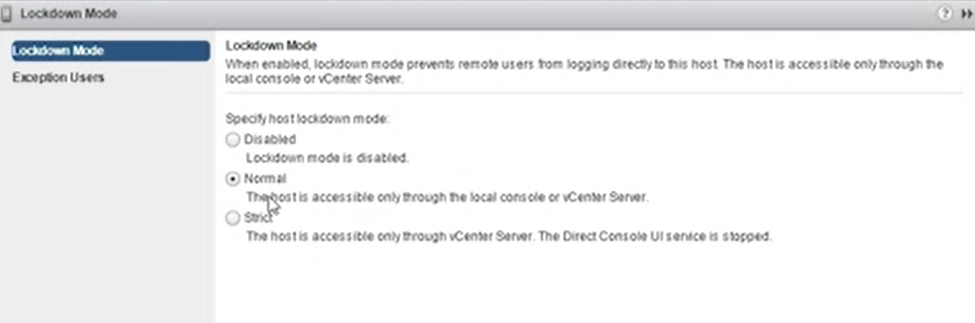 Lockdown Mode
Lockdown Mode
Exception Users
Lockdown Mode
When enabled, lockdown mode prevents remote users from logging directly to this host. The host is accessible only through the
local console or vCenter Server.
Specify host lockdown mode:
Disabled
Lockdown mode is disabled.
Normal
The host is accessible only through the local console or vCenter Server.
Strict
The host is accessible only through vCenter Server. The Direct Console UI service is stopped.